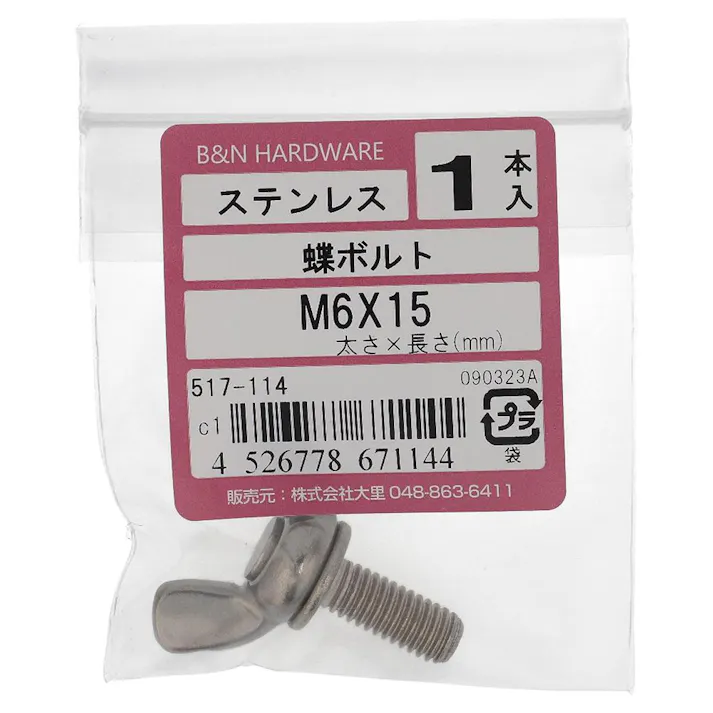 B&N HARDWARE
ステンレス
1本入
蝶ボルト
M6X15
太さ×長さ(mm)
517-114
090323A
c1
プラ
袋
4 526778 671144
販売元：株式会社大里 048-863-6411